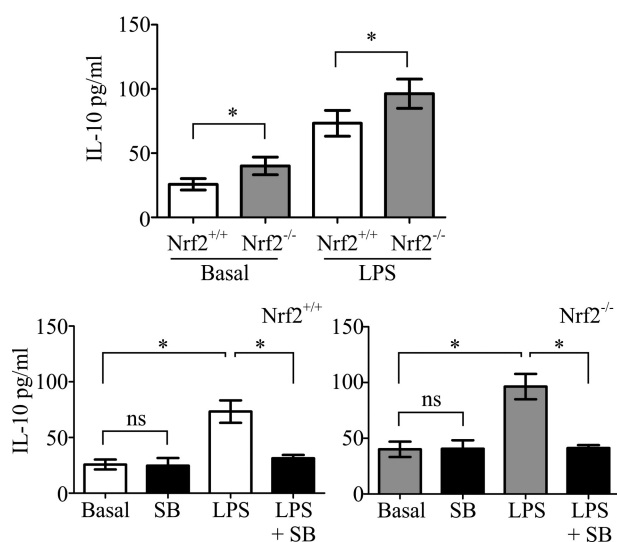 150
*
*
100
IL-10 pg/ml
50
0
Nrf2+/+ Nrf2-/- Nrf2+/+ Nrf2-/-
Basal LPS
Nrf2+/+
150
* *
100
IL-10 pg/ml
ns
50
0
Basal SB LPS LPS
+ SB
Nrf2-/-
150
* *
100
ns
50
0
Basal SB LPS LPS
+ SB